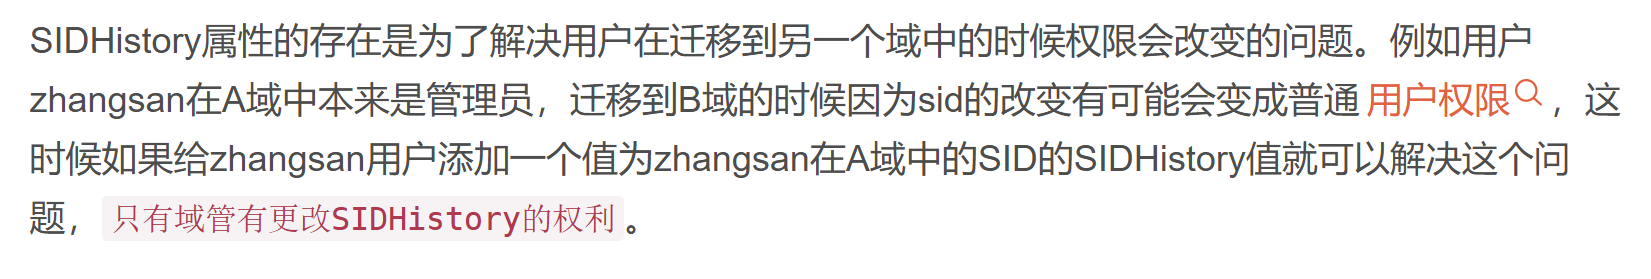 SIDHistory属性的存在是为了解决用户在迁移到另一个域中的时候权限会改变的问题。例如用户
zhangsan在A域中本来是管理员，迁移到B域的时候因为sid的改变有可能会变成普通用户权限，这
时候如果给zhangsan用户添加一个值为zhangsan在A域中的SID的SIDHistory值就可以解决这个问
题，只有域管有更改SIDHistory的权利。